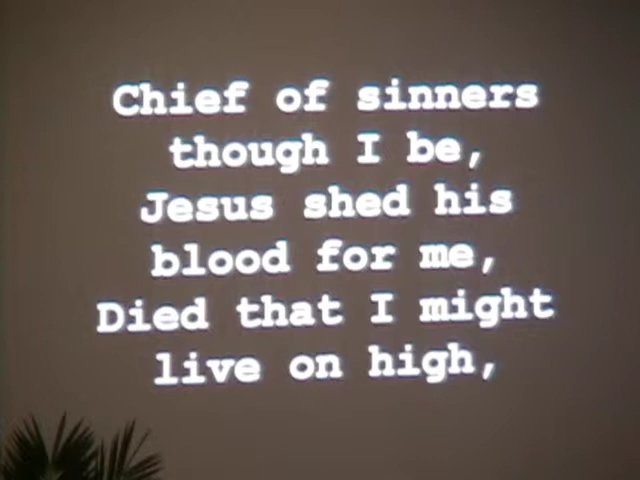 Chief of sinners
though I be,
Jesus shed his
blood for me,
Died that I might
live on high,